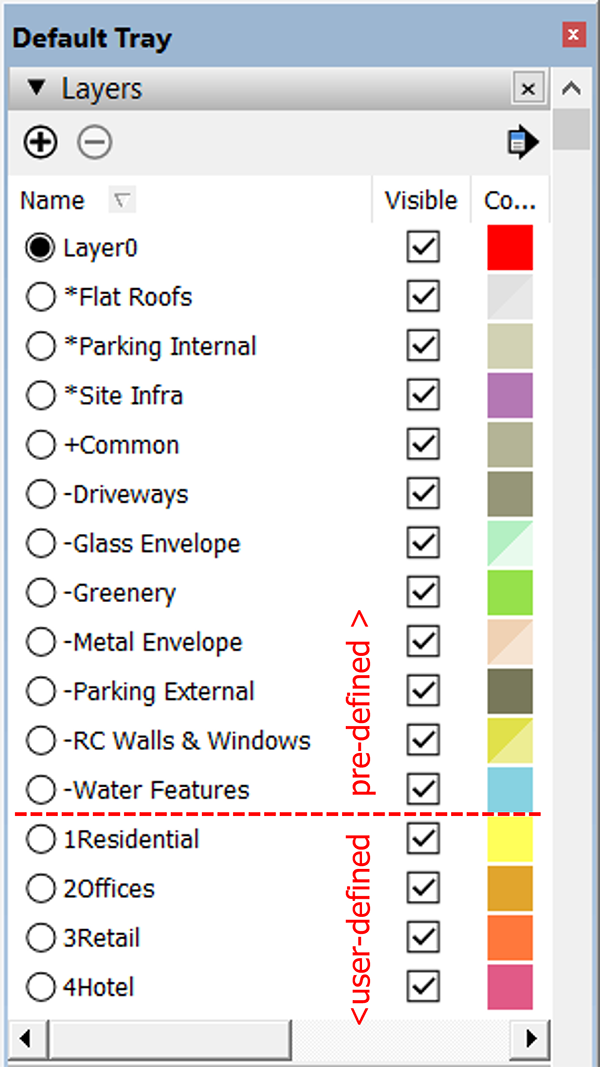 Default Tray
Layers
Name Visible Co...
Layer0
*Flat Roofs
*Parking Internal
*Site Infra
+Common
-Driveways
-Glass Envelope
-Greenery
-Metal Envelope
-Parking External
-RC Walls & Windows
-Water Features
pre-defined >
1Residential
2Offices
3Retail
4Hotel
<user-defined